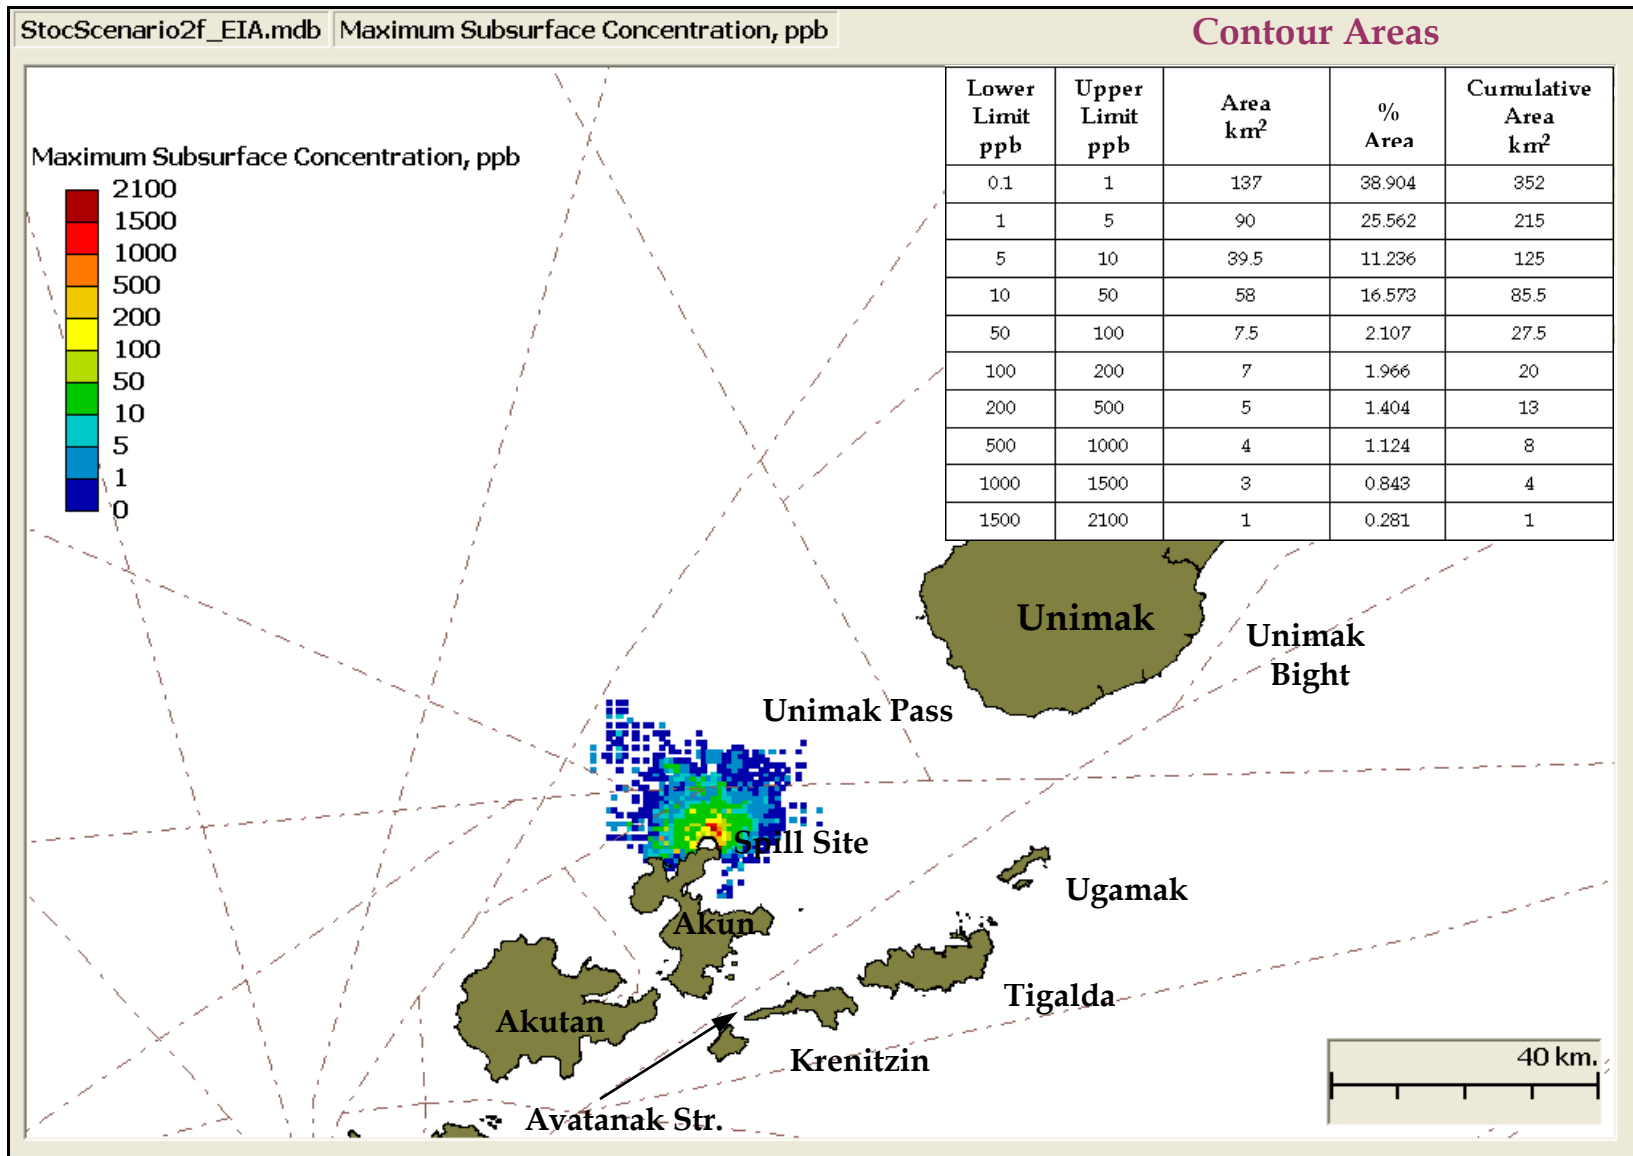 StocScenario2f_EIA.mdb Maximum Subsurface Concentration, ppb
Contour Areas
Maximum Subsurface Concentration, ppb
2100
1500
1000
500
200
100
50
10
5
1
0
Lower Limit ppb Upper Limit ppb Area km² % Area Cumulative Area km²
0.1 1 137 38.904 352
1 5 90 25.562 215
5 10 39.5 11.236 125
10 50 58 16.573 85.5
50 100 7.5 2.107 27.5
100 200 7 1.966 20
200 500 5 1.404 13
500 1000 4 1.124 8
1000 1500 3 0.843 4
1500 2100 1 0.281 1
Unimak
Unimak
Bight
Unimak Pass
Spill Site
Ugamak
Akun
Tigalda
Akutan
Krenitzin
Avatanak Str.
40 km.